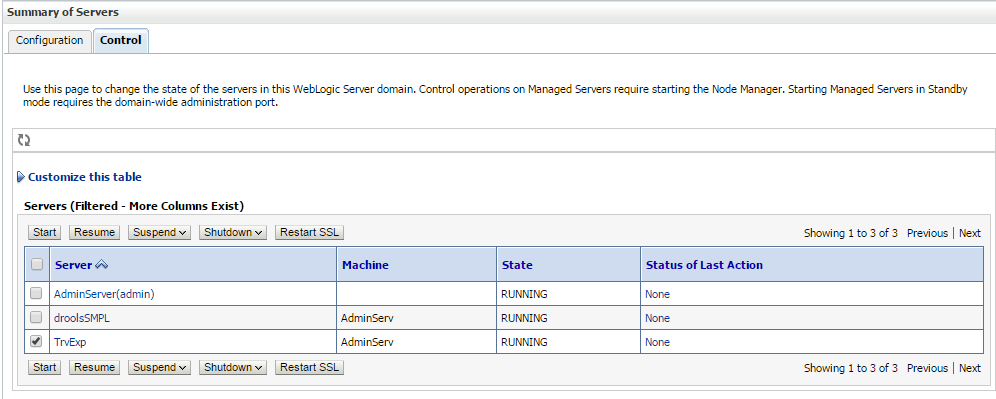 Summary of Servers
Configuration Control
Use this page to change the state of the servers in this WebLogic Server domain. Control operations on Managed Servers require starting the Node Manager. Starting Managed Servers in Standby
mode requires the domain-wide administration port.
Customize this table
Servers (Filtered - More Columns Exist)
Start Resume Suspend Shutdown Restart SSL Showing 1 to 3 of 3 Previous | Next
Server Machine State Status of Last Action
AdminServer(admin) RUNNING None
droolsSMPL AdminServ RUNNING None
TrvExp AdminServ RUNNING None
Start Resume Suspend Shutdown Restart SSL Showing 1 to 3 of 3 Previous | Next